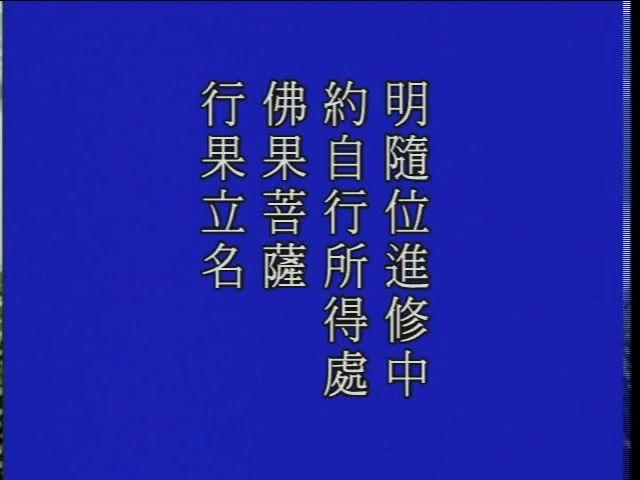 明隨位進修中
約自行所得處
佛果菩薩
行果立名